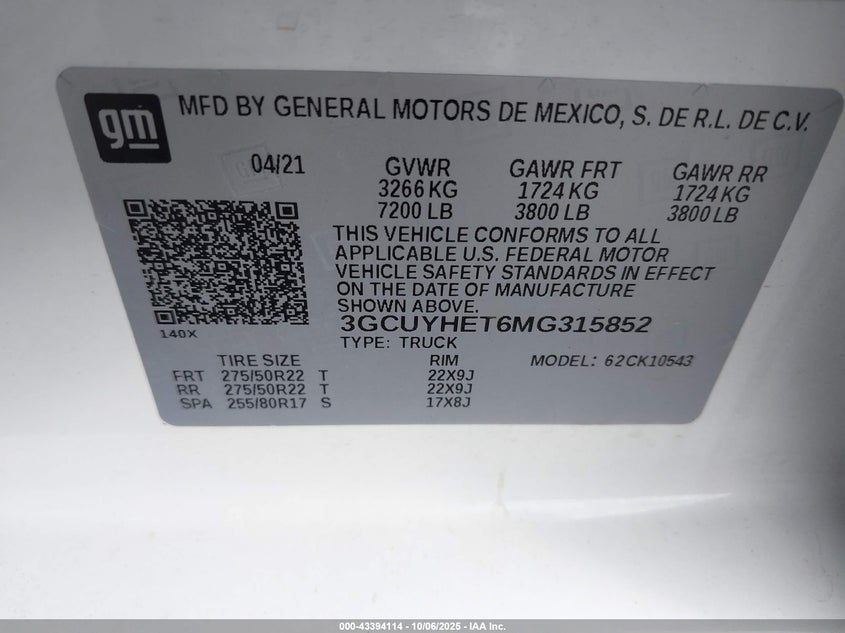 gm MFD BY GENERAL MOTORS DE MEXICO, S. DE R.L. DE C.V.
04/21 GVWR GAWR FRT GAWR RR
3266 KG 1724 KG 1724 KG
7200 LB 3800 LB 3800 LB
THIS VEHICLE CONFORMS TO ALL
APPLICABLE U.S. FEDERAL MOTOR
VEHICLE SAFETY STANDARDS IN EFFECT
ON THE DATE OF MANUFACTURE
SHOWN ABOVE.
3GCUYHET6MG315852
140X
TYPE: TRUCK
TIRE SIZE RIM MODEL: 62CK10543
FRT 275/50R22 T 22X9J
RR 275/50R22 T 22X9J
SPA 255/80R17 S 17X8J
000-43394114 - 10/06/2025 - IAA Inc.